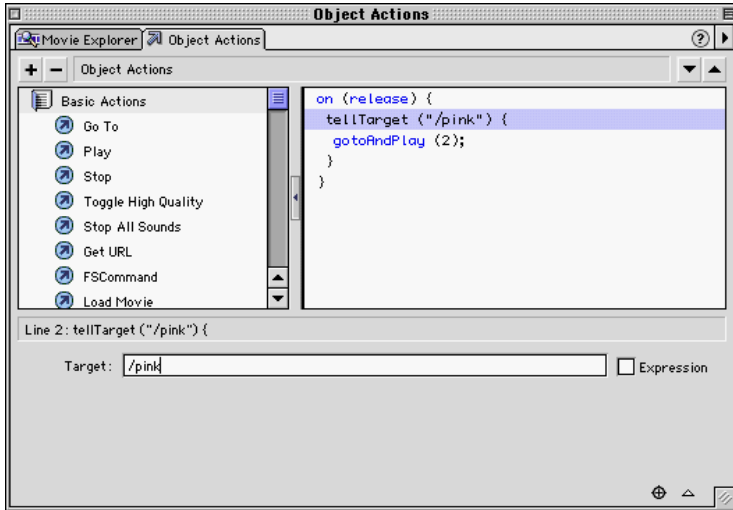 Object Actions
Movie Explorer Object Actions ?
+ - Object Actions
Basic Actions
Go To
Play
Stop
Toggle High Quality
Stop All Sounds
Get URL
FSCommand
Load Movie
on (release) {
tellTarget ("/pink") {
gotoAndPlay (2);
}
}
Line 2: tellTarget ("/pink") {
Target: /pink Expression